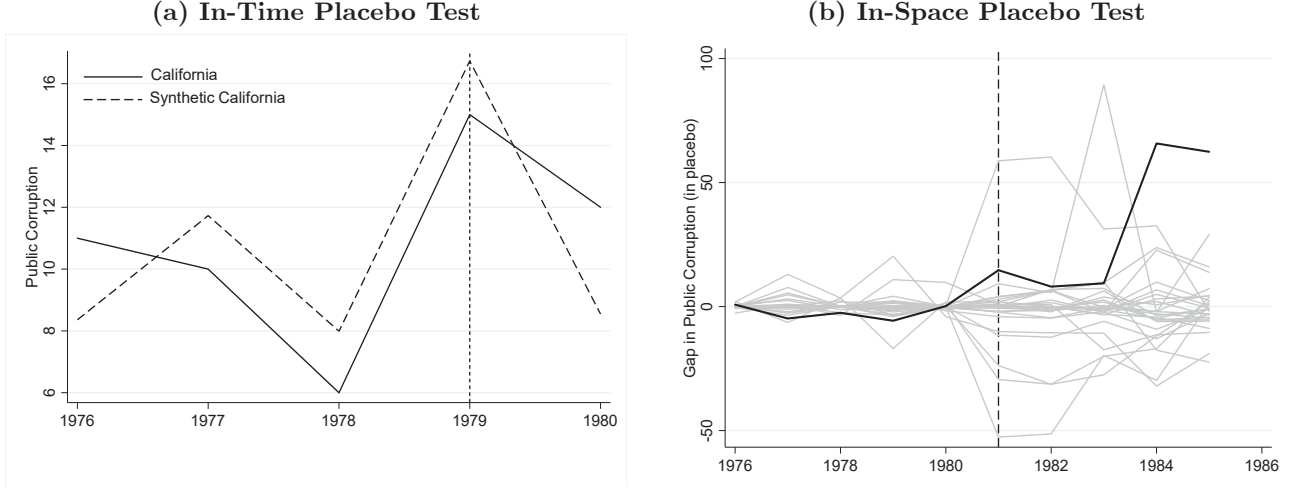 (a) In-Time Placebo Test
Public Corruption
16
14
12
10
8
6
California
Synthetic California
1976 1977 1978 1979 1980
(b) In-Space Placebo Test
Gap in Public Corruption (in placebo)
100
50
0
-50
1976 1978 1980 1982 1984 1986